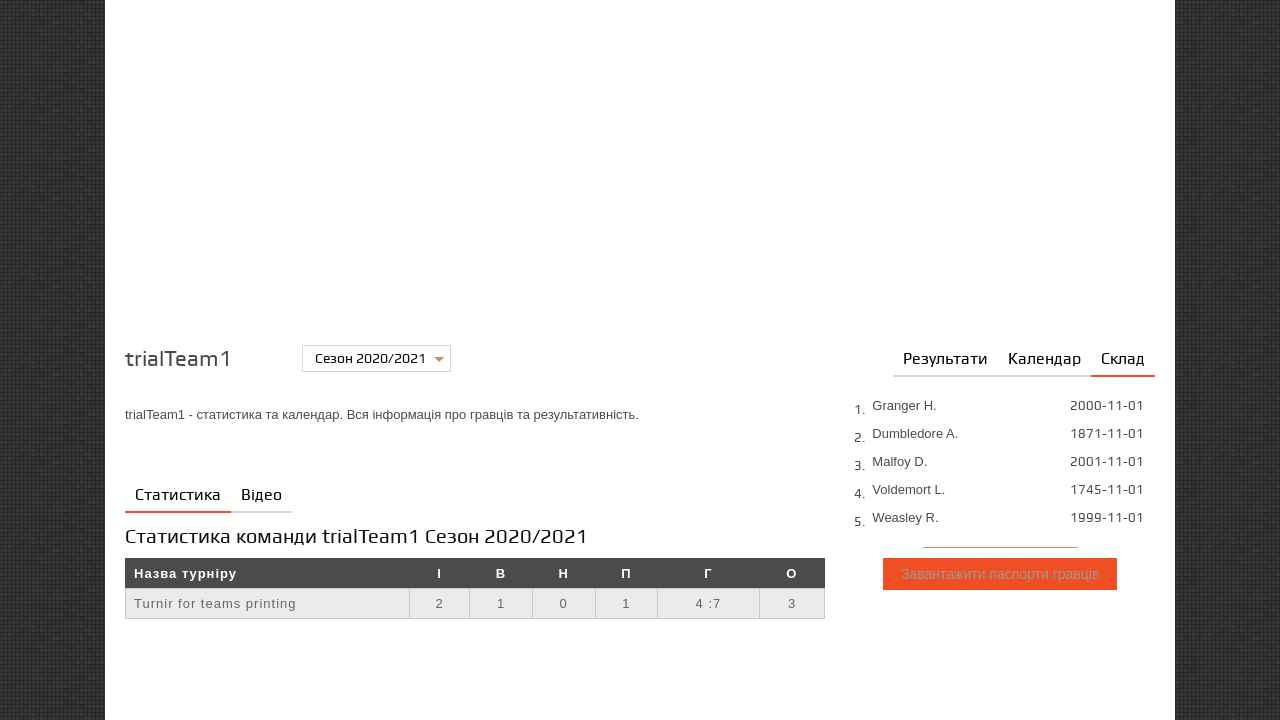 trialTeam1
Сезон 2020/2021
Результати Календар Склад
trialTeam1 - статистика та календар. Вся інформація про гравців та результативність.
1. Granger H. 2000-11-01
2. Dumbledore A. 1871-11-01
3. Malfoy D. 2001-11-01
4. Voldemort L. 1745-11-01
5. Weasley R. 1999-11-01
Завантажити паспорти гравців
Статистика Відео
Статистика команди trialTeam1 Сезон 2020/2021
Назва турніру І В Н П Г О
Turnir for teams printing 2 1 0 1 4 :7 3